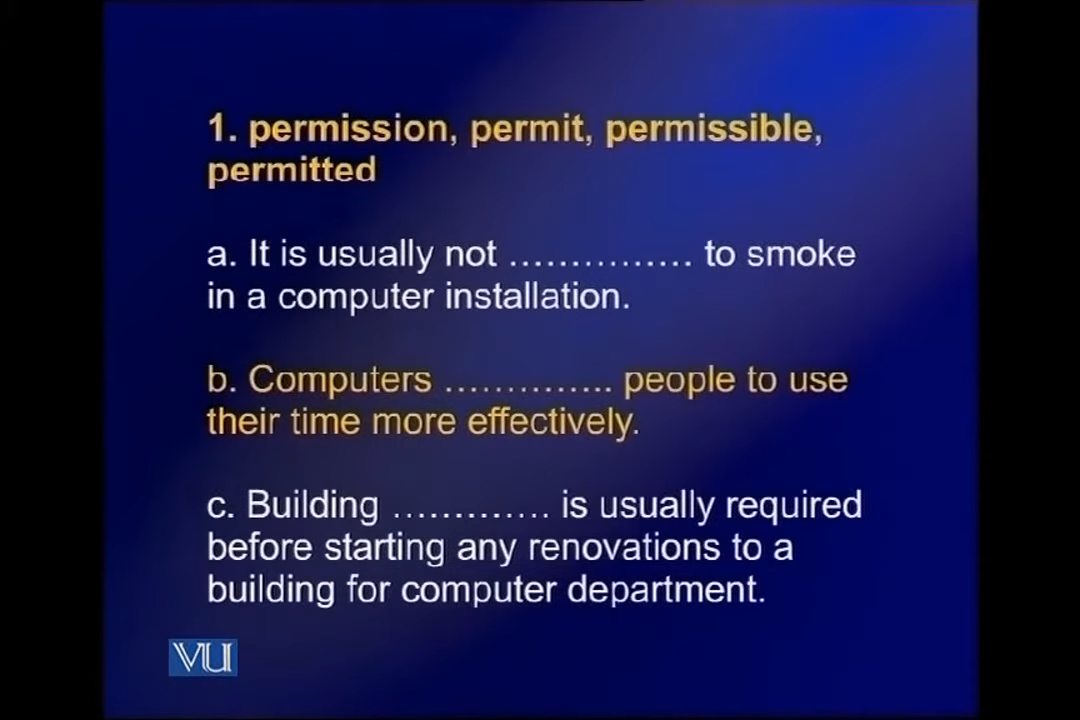 1. permission, permit, permissible,
permitted
a. It is usually not ............... to smoke
in a computer installation.
b. Computers .............. people to use
their time more effectively.
c. Building ............. is usually required
before starting any renovations to a
building for computer department.
VU